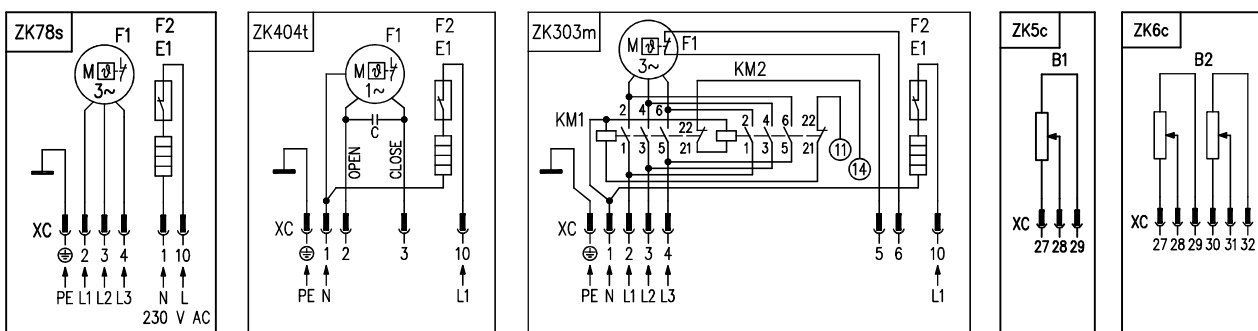 ZK78s
F1
F2
E1
M ϑ
3~
XC
2 3 4 1 10
PE L1 L2 L3 N L
230 V AC
ZK404t
F1
F2
E1
M ϑ
1~
C
OPEN
CLOSE
XC
1 2 3 10
PE N L1
ZK303m
M ϑ
3~
F1
F2
E1
KM2
KM1
2 4 6 22
1 3 5 21
2 4 6 22
1 3 5 21
11
14
XC
1 2 3 4 5 6 10
PE N L1 L2 L3 L1
ZK5c
B1
XC
27 28 29
ZK6c
B2
XC
27 28 29 30 31 32